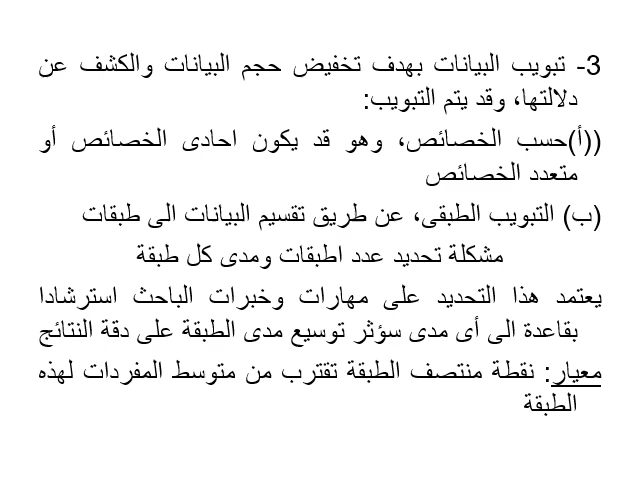 3- تبويب البيانات بهدف تخفيض حجم البيانات والكشف عن
دلالتها، وقد يتم التبويب:
((أ)حسب الخصائص، وهو قد يكون احادى الخصائص أو
متعدد الخصائص
(ب) التبويب الطبقى، عن طريق تقسيم البيانات الى طبقات
مشكلة تحديد عدد اطبقات ومدى كل طبقة
يعتمد هذا التحديد على مهارات وخبرات الباحث استرشادا
بقاعدة الى أى مدى سؤثر توسيع مدى الطبقة على دقة النتائج
معيار: نقطة منتصف الطبقة تقترب من متوسط المفردات لهذه
الطبقة